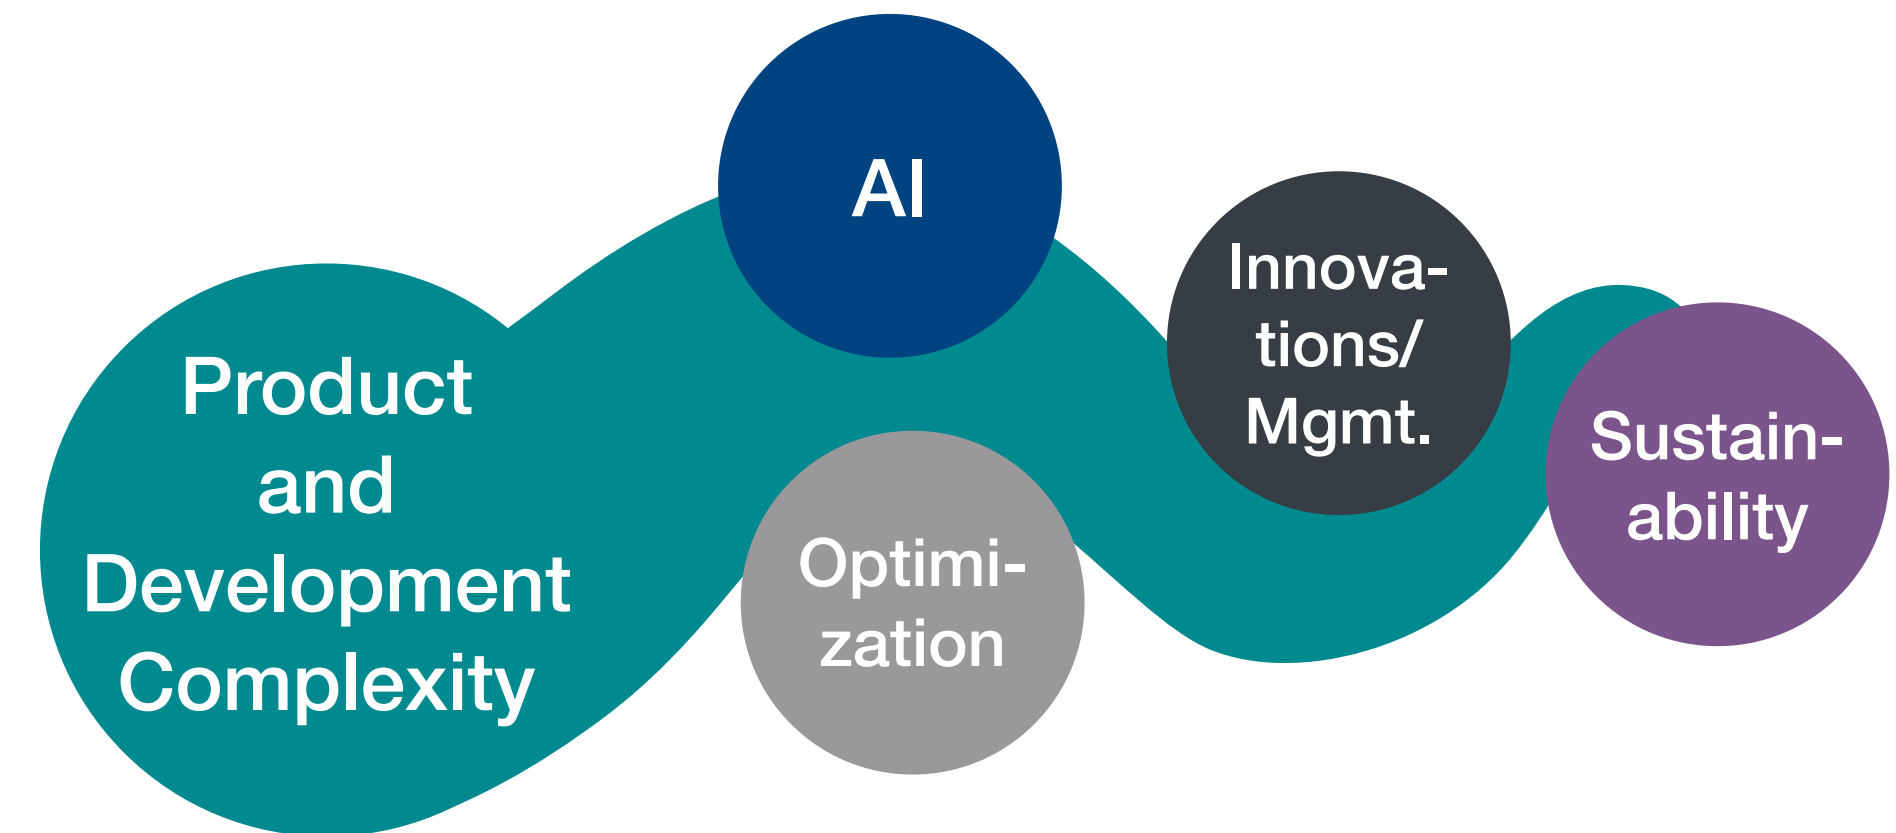 Product
and
Development
Complexity
AI
Optimi-
zation
Innova-
tions/
Mgmt.
Sustain-
ability